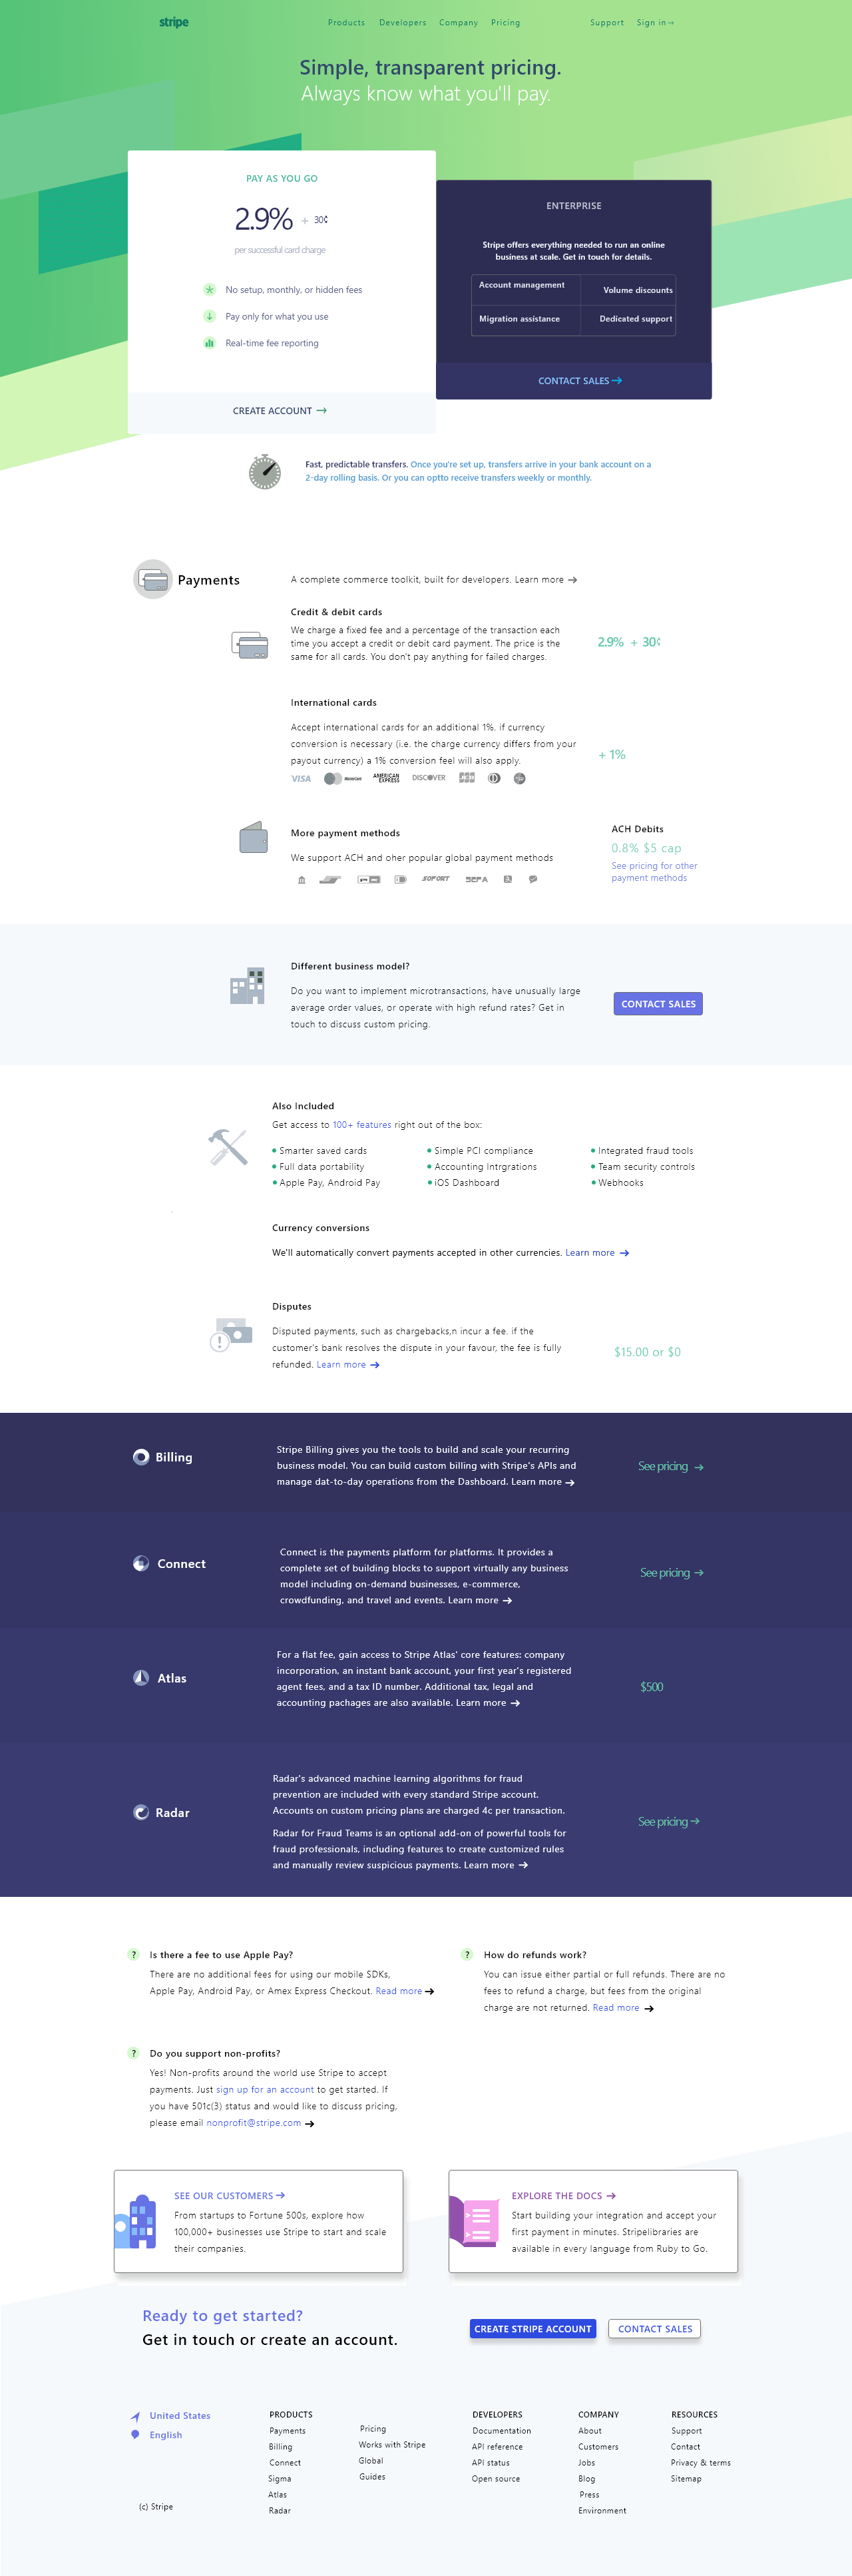 stripe Products Developers Company Pricing Support Sign in→
Simple, transparent pricing.
Always know what you'll pay.
PAY AS YOU GO
2.9% + 30¢
per successful card charge
No setup, monthly, or hidden fees
Pay only for what you use
Real-time fee reporting
CREATE ACCOUNT →
ENTERPRISE
Stripe offers everything needed to run an online
business at scale. Get in touch for details.
Account management Volume discounts
Migration assistance Dedicated support
CONTACT SALES→
Fast, predictable transfers. Once you're set up, transfers arrive in your bank account on a
2-day rolling basis. Or you can optto receive transfers weekly or monthly.
Payments A complete commerce toolkit, built for developers. Learn more →
Credit & debit cards
We charge a fixed fee and a percentage of the transaction each
time you accept a credit or debit card payment. The price is the
same for all cards. You don't pay anything for failed charges.
2.9% + 30¢
International cards
Accept international cards for an additional 1%. if currency
conversion is necessary (i.e. the charge currency differs from your
payout currency) a 1% conversion feel will also apply.
+ 1%
VISA MasterCard AMERICAN EXPRESS DISCOVER JCB
More payment methods
We support ACH and oher popular global payment methods
SOFORT SEPA
ACH Debits
0.8% $5 cap
See pricing for other
payment methods
Different business model?
Do you want to implement microtransactions, have unusually large
average order values, or operate with high refund rates? Get in
touch to discuss custom pricing.
CONTACT SALES
Also Included
Get access to 100+ features right out of the box:
Smarter saved cards Simple PCI compliance Integrated fraud tools
Full data portability Accounting Intrgrations Team security controls
Apple Pay, Android Pay iOS Dashboard Webhooks
Currency conversions
We'll automatically convert payments accepted in other currencies. Learn more →
Disputes
Disputed payments, such as chargebacks,n incur a fee. if the
customer's bank resolves the dispute in your favour, the fee is fully
refunded. Learn more →
$15.00 or $0
Billing
Stripe Billing gives you the tools to build and scale your recurring
business model. You can build custom billing with Stripe's APIs and
manage dat-to-day operations from the Dashboard. Learn more →
See pricing →
Connect
Connect is the payments platform for platforms. It provides a
complete set of building blocks to support virtually any business
model including on-demand businesses, e-commerce,
crowdfunding, and travel and events. Learn more →
See pricing →
Atlas
For a flat fee, gain access to Stripe Atlas' core features: company
incorporation, an instant bank account, your first year's registered
agent fees, and a tax ID number. Additional tax, legal and
accounting pachages are also available. Learn more →
$500
Radar
Radar's advanced machine learning algorithms for fraud
prevention are included with every standard Stripe account.
Accounts on custom pricing plans are charged 4c per transaction.
Radar for Fraud Teams is an optional add-on of powerful tools for
fraud professionals, including features to create customized rules
and manually review suspicious payments. Learn more →
See pricing →
? Is there a fee to use Apple Pay?
There are no additional fees for using our mobile SDKs,
Apple Pay, Android Pay, or Amex Express Checkout. Read more →
? How do refunds work?
You can issue either partial or full refunds. There are no
fees to refund a charge, but fees from the original
charge are not returned. Read more →
? Do you support non-profits?
Yes! Non-profits around the world use Stripe to accept
payments. Just sign up for an account to get started. If
you have 501c(3) status and would like to discuss pricing,
please email nonprofit@stripe.com →
SEE OUR CUSTOMERS →
From startups to Fortune 500s, explore how
100,000+ businesses use Stripe to start and scale
their companies.
EXPLORE THE DOCS →
Start building your integration and accept your
first payment in minutes. Stripelibraries are
available in every language from Ruby to Go.
Ready to get started?
Get in touch or create an account.
CREATE STRIPE ACCOUNT CONTACT SALES
United States
English
(c) Stripe
PRODUCTS
Payments
Billing
Connect
Sigma
Atlas
Radar
Pricing
Works with Stripe
Global
Guides
DEVELOPERS
Documentation
API reference
API status
Open source
COMPANY
About
Customers
Jobs
Blog
Press
Environment
RESOURCES
Support
Contact
Privacy & terms
Sitemap